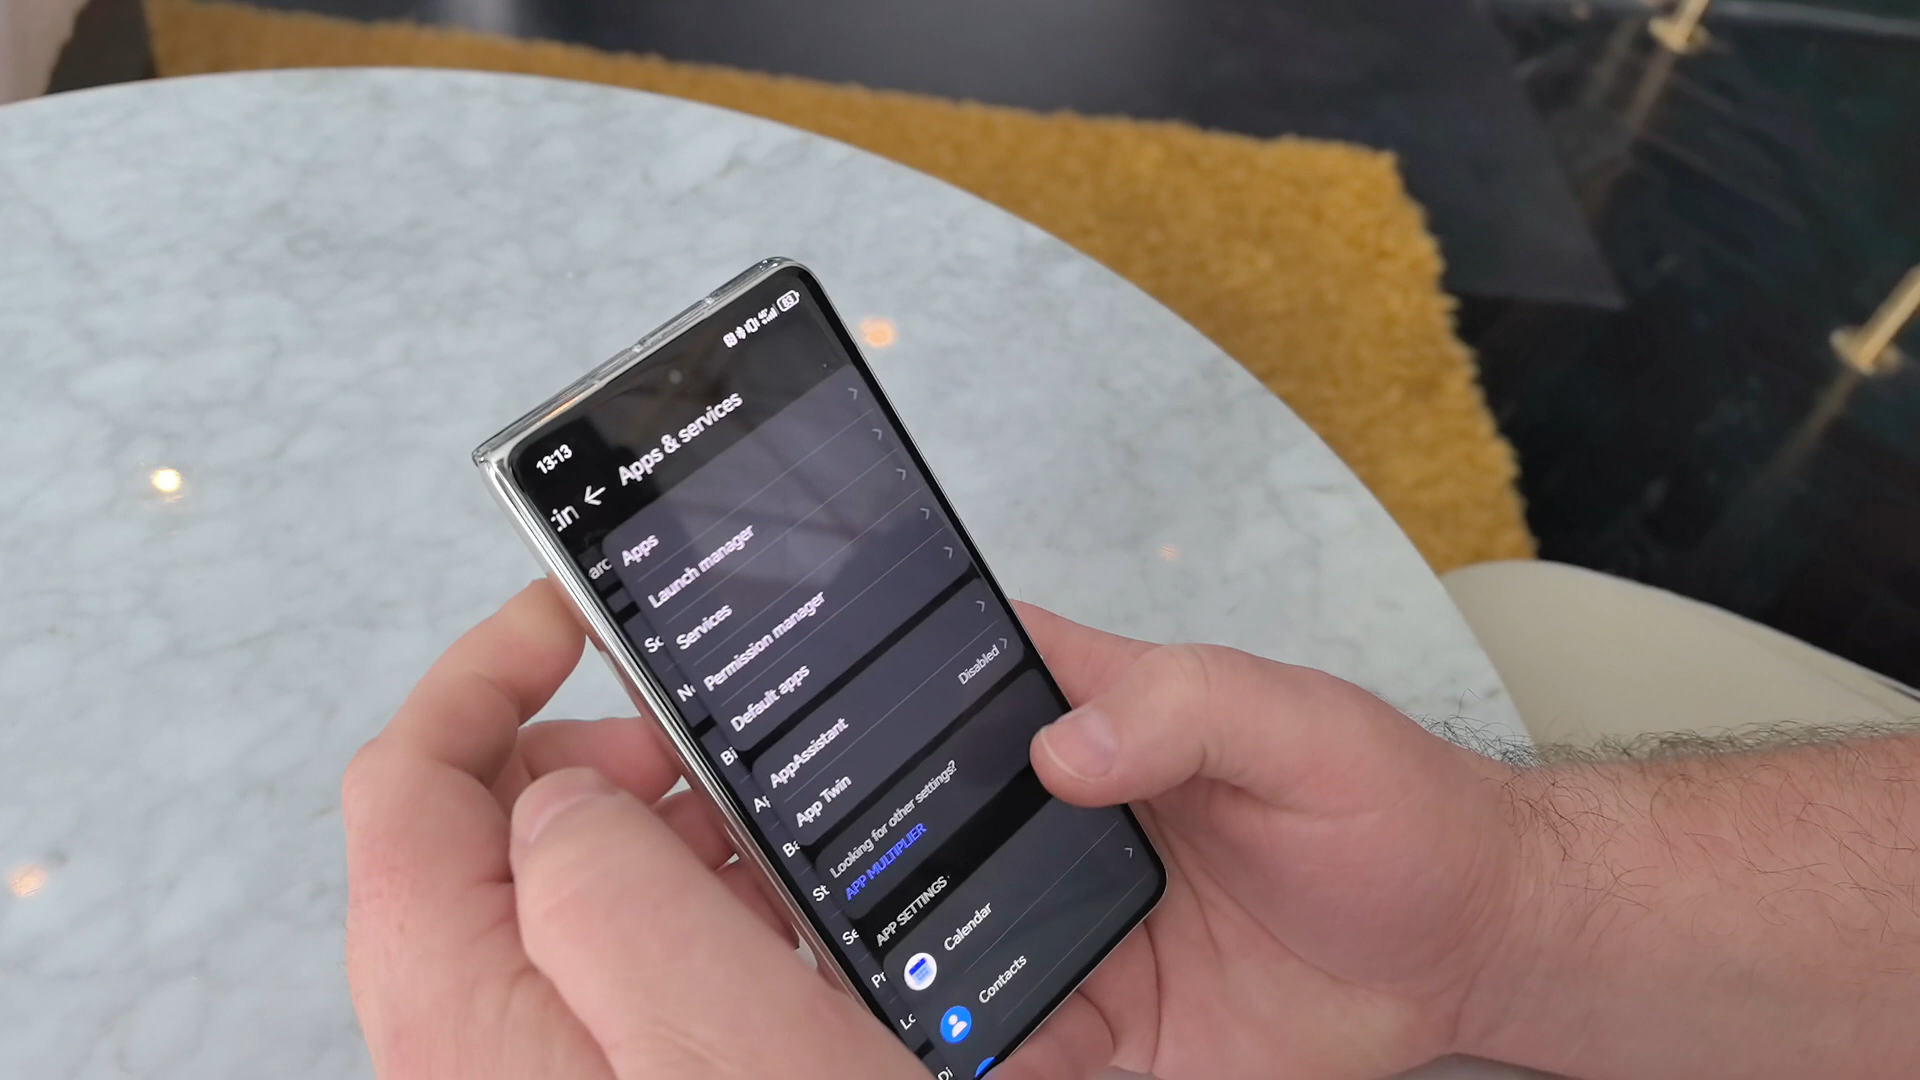 13:13
83
Apps & services
Apps
Launch manager
Services
Permission manager
Default apps
AppAssistant
App Twin
Disabled
Looking for other settings?
APP MULTIPLIER
APP SETTINGS
Calendar
Contacts